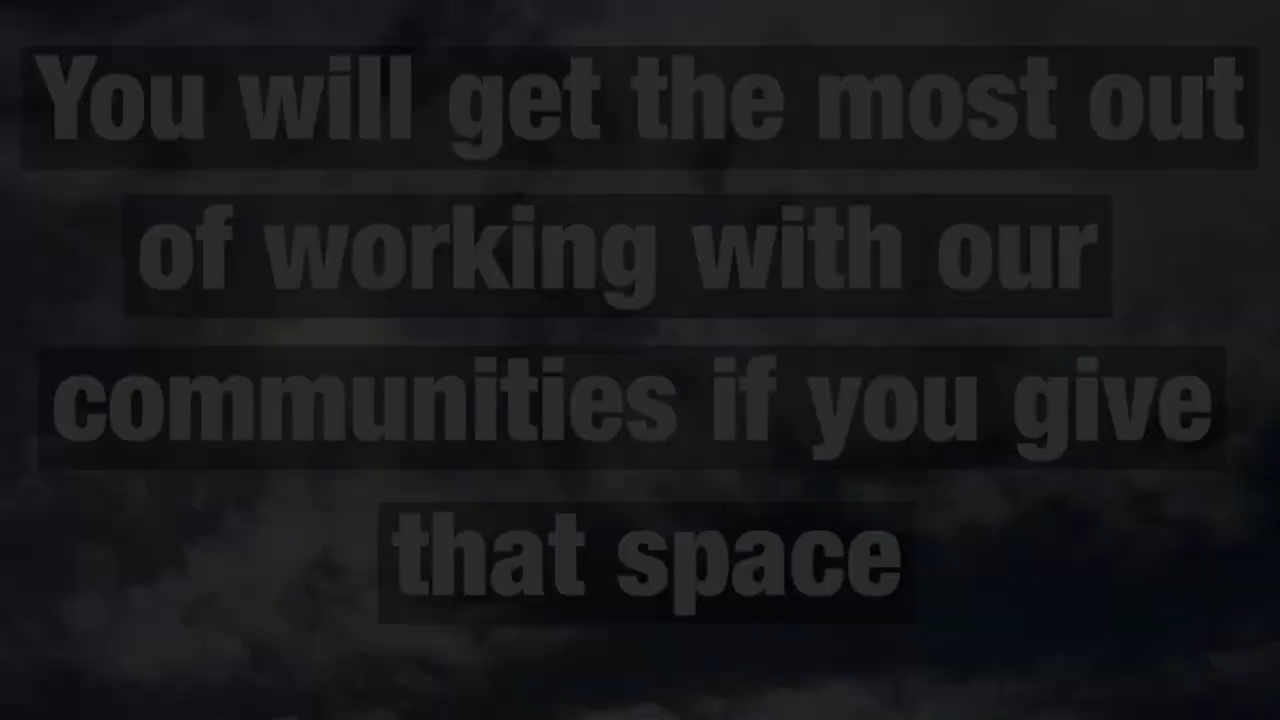 You will get the most out
of working with our
communities if you give
that space